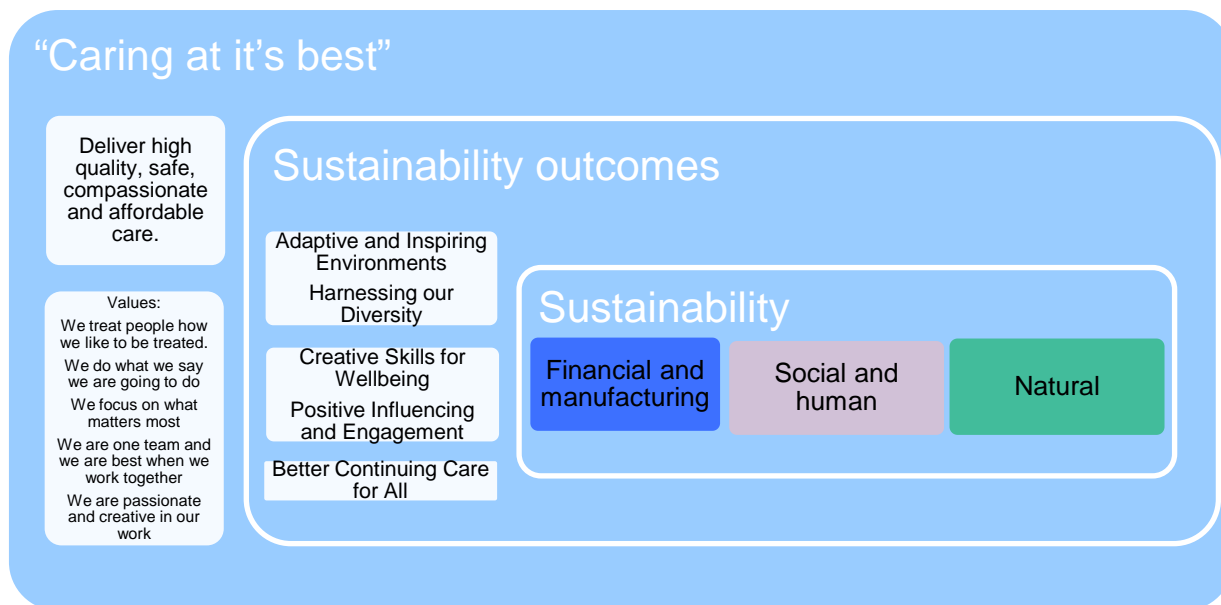 “Caring at it’s best”
Deliver high
quality, safe,
compassionate
and affordable
care.
Values:
We treat people how
we like to be treated.
We do what we say
we are going to do
We focus on what
matters most
We are one team and
we are best when we
work together
We are passionate
and creative in our
work
Sustainability outcomes
Adaptive and Inspiring
Environments
Harnessing our
Diversity
Creative Skills for
Wellbeing
Positive Influencing
and Engagement
Better Continuing Care
for All
Sustainability
Financial and
manufacturing
Social and
human
Natural